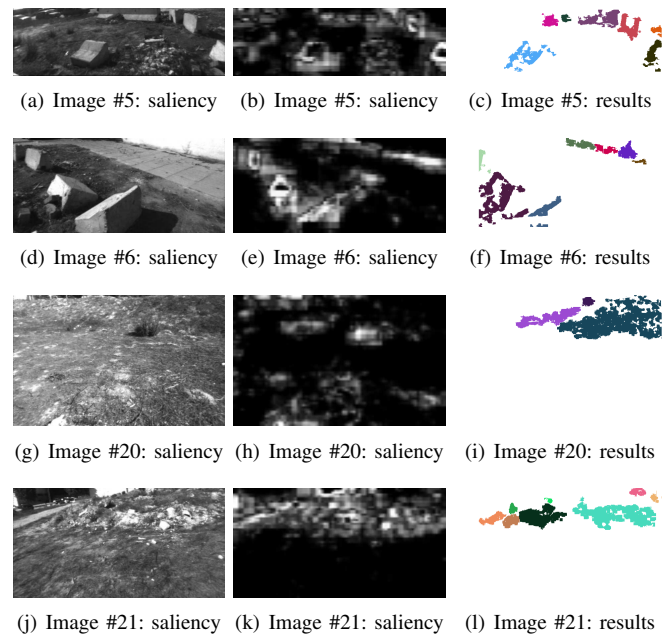 (a) Image #5: saliency (b) Image #5: saliency (c) Image #5: results
(d) Image #6: saliency (e) Image #6: saliency (f) Image #6: results
(g) Image #20: saliency (h) Image #20: saliency (i) Image #20: results
(j) Image #21: saliency (k) Image #21: saliency (l) Image #21: results